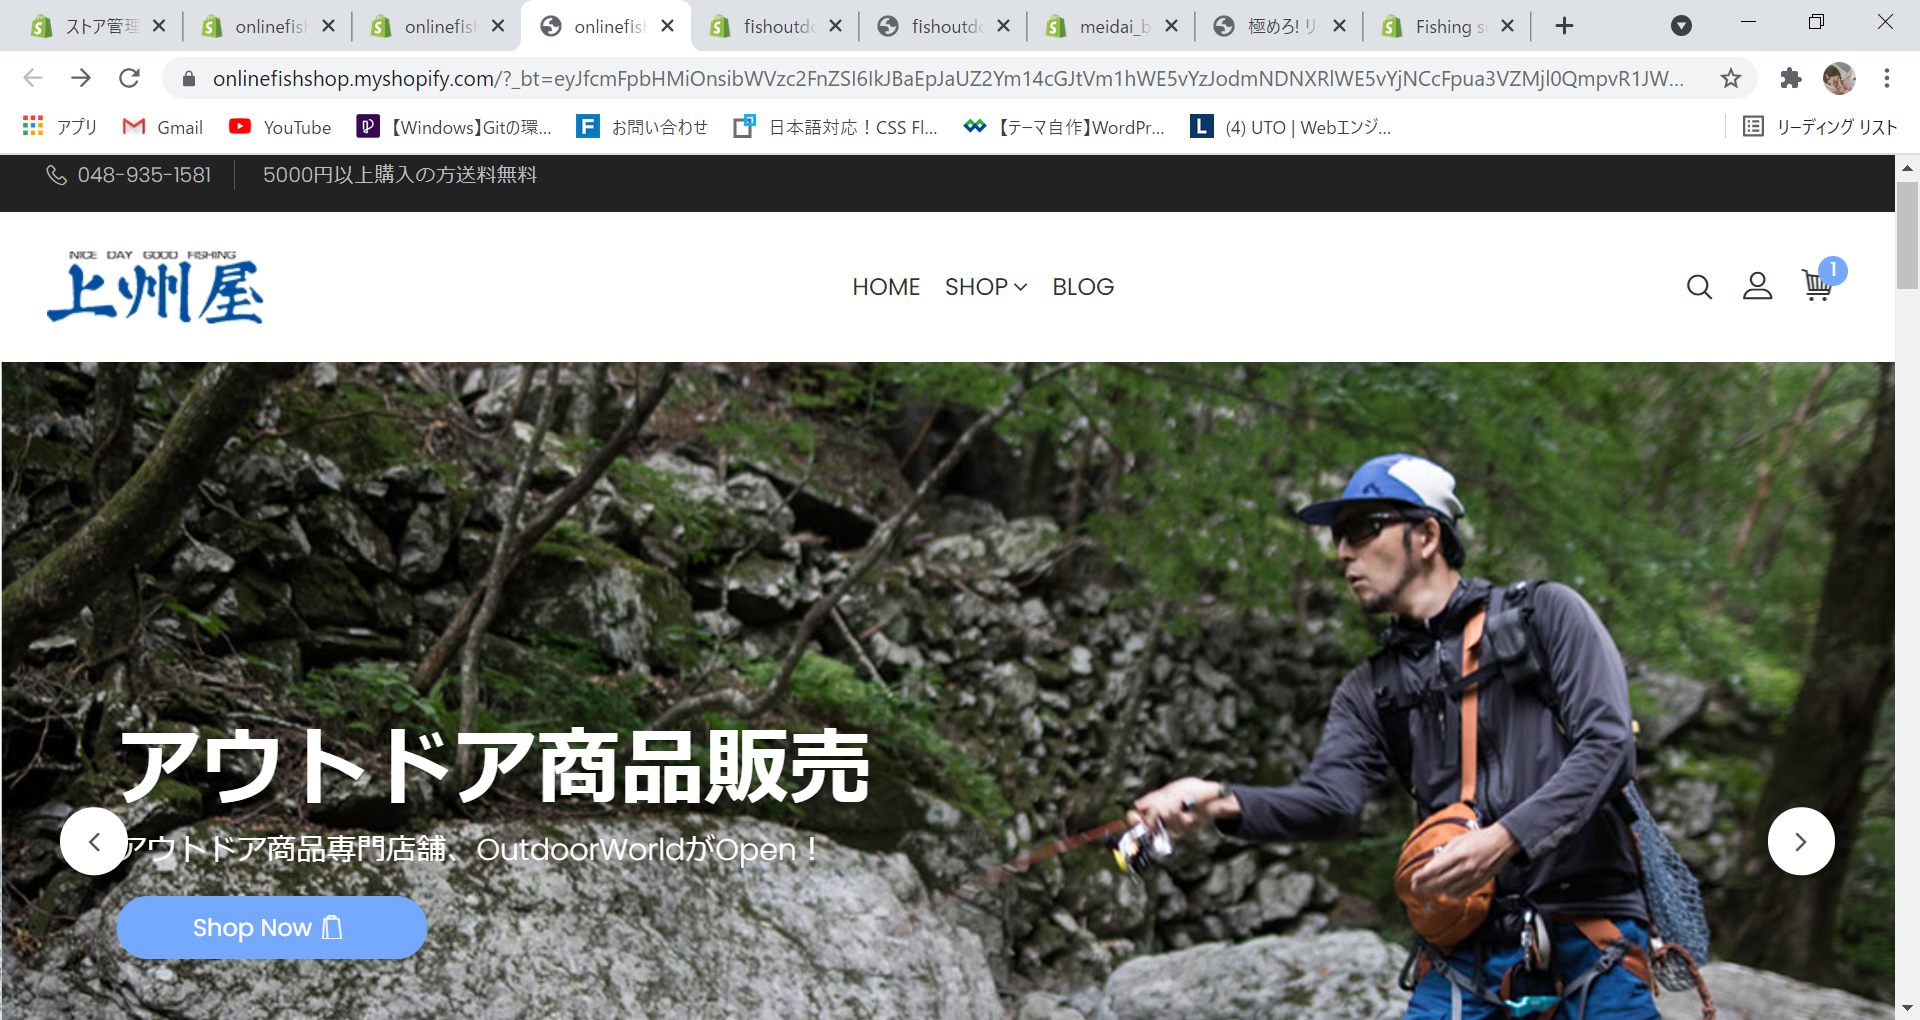 ストア管理
onlinefish
onlinefish
onlinefish
fishoutdo
fishoutdo
meidai_b
極めろ! リ
Fishing s
onlinefishshop.myshopify.com/?_bt=eyJfcmFpbHMiOnsibWVzc2FnZSI6IkJBaEpJaUZ2Ym14cGJtVm1hWE5vYzJodmNDNXRlWE5vYjNCcFpua3VZMjl0QmpvR1JW...
アプリ
Gmail
YouTube
【Windows】Gitの環...
お問い合わせ
日本語対応！CSS Fl...
【テーマ自作】WordPr...
(4) UTO | Webエンジ...
リーディング リスト
048-935-1581
5000円以上購入の方送料無料
NICE DAY GOOD FISHING
上州屋
HOME
SHOP
BLOG
1
アウトドア商品販売
アウトドア商品専門店舗、OutdoorWorldがOpen！
Shop Now